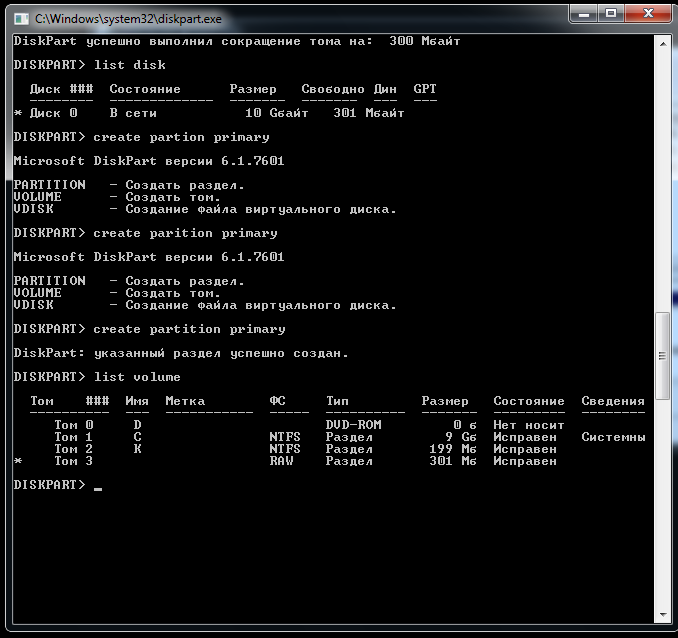 C:\Windows\system32\diskpart.exe
DiskPart успешно выполнил сокращение тома на:  300 Мбайт
DISKPART> list disk
Диск ###  Состояние      Размер   Свободно  Дин  GPT
--------  -------------  -------  -------  ---  ---
* Диск 0    В сети           10 Gбайт   301 Mбайт
DISKPART> create partion primary
Microsoft DiskPart версии 6.1.7601
PARTITION   - Создать раздел.
VOLUME      - Создать том.
VDISK       - Создание файла виртуального диска.
DISKPART> create parition primary
Microsoft DiskPart версии 6.1.7601
PARTITION   - Создать раздел.
VOLUME      - Создать том.
VDISK       - Создание файла виртуального диска.
DISKPART> create partition primary
DiskPart: указанный раздел успешно создан.
DISKPART> list volume
Том    ###  Имя  Метка        ФС     Тип         Размер   Состояние  Сведения
----------  ---  -----------  -----  ----------  -------  ---------  --------
Том 0     D                       DVD-ROM         0 б  Нет носит
Том 1     C                NTFS   Раздел          9 Gб  Исправен   Системны
Том 2     K                NTFS   Раздел        199 Mб  Исправен
* Том 3                      RAW    Раздел        301 Mб  Исправен
DISKPART> _